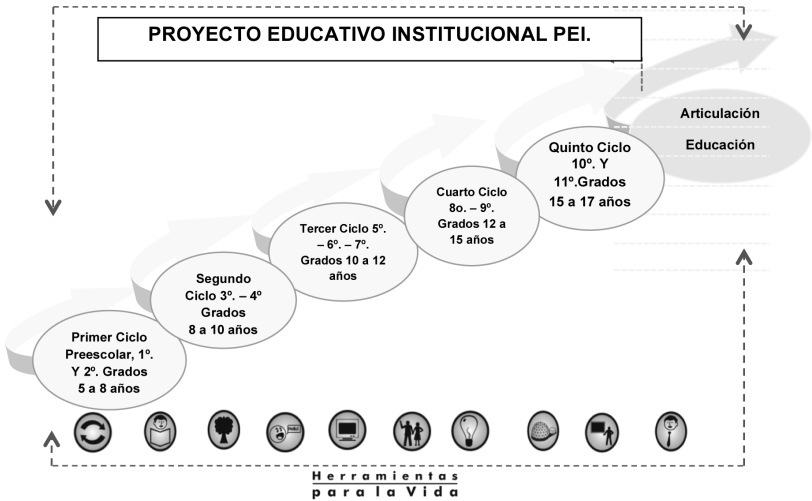 PROYECTO EDUCATIVO INSTITUCIONAL PEI.
Articulación
Educación
Quinto Ciclo
10º. Y
11º.Grados
15 a 17 años
Cuarto Ciclo
8o. – 9º.
Grados 12 a
15 años
Tercer Ciclo 5º.
– 6º. – 7º.
Grados 10 a 12
años
Segundo
Ciclo 3º. – 4º
Grados
8 a 10 años
Primer Ciclo
Preescolar, 1º.
Y 2º. Grados
5 a 8 años
Herramientas
para la Vida